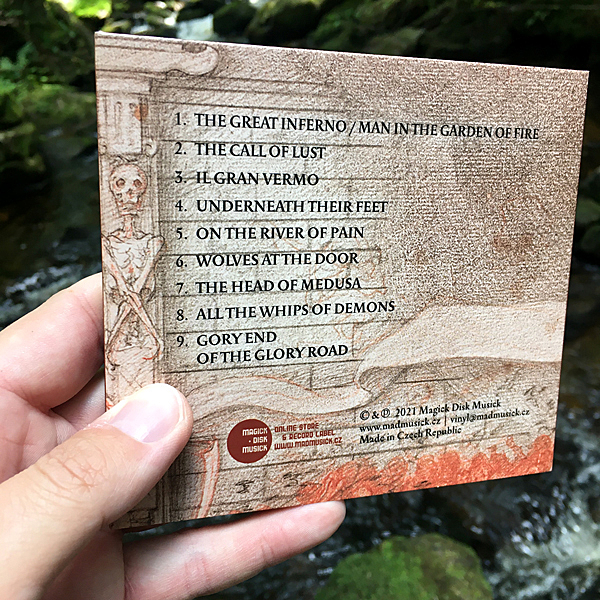 1. THE GREAT INFERNO / MAN IN THE GARDEN OF FIRE
2. THE CALL OF LUST
3. IL GRAN VERMO
4. UNDERNEATH THEIR FEET
5. ON THE RIVER OF PAIN
6. WOLVES AT THE DOOR
7. THE HEAD OF MEDUSA
8. ALL THE WHIPS OF DEMONS
9. GORY END
OF THE GLORY ROAD
MAGICK
• DISK
MUSICK
ONLINE STORE
& RECORD LABEL
WWW.MADMUSICK.CZ
© & ℗ 2021 Magick Disk Musick
www.madmusick.cz | vinyl@madmusick.cz
Made in Czech Republic